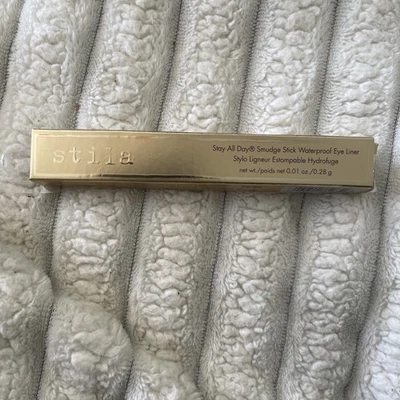 stila
Stay All Day® Smudge Stick Waterproof Eye Liner
Stylo Ligneur Estampable Hydrofuge
net wt./poids net 0.01 oz./0.28 g